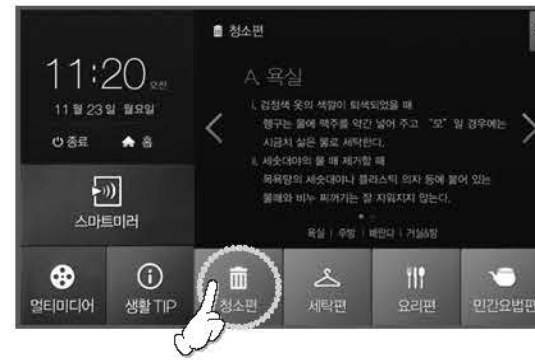 청소편
11:20 오전
11월 23일 월요일
종료 홈
스마트미러
멀티미디어
생활 TIP
A. 욕실
i. 검정색 옷의 색깔이 퇴색되었을 때
헹구는 물에 맥주를 약간 넣어 주고 “모” 일 경우에는
시금치 삶은 물로 세탁한다.
ii. 세숫대야의 물 때 제거할 때
목욕탕의 세숫대야나 플라스틱 의자 등에 붙어 있는
물때와 비누 찌꺼기는 잘 지워지지 않는다.
욕실 | 주방 | 베란다 | 거실&방
청소편
세탁편
요리편
민간요법편